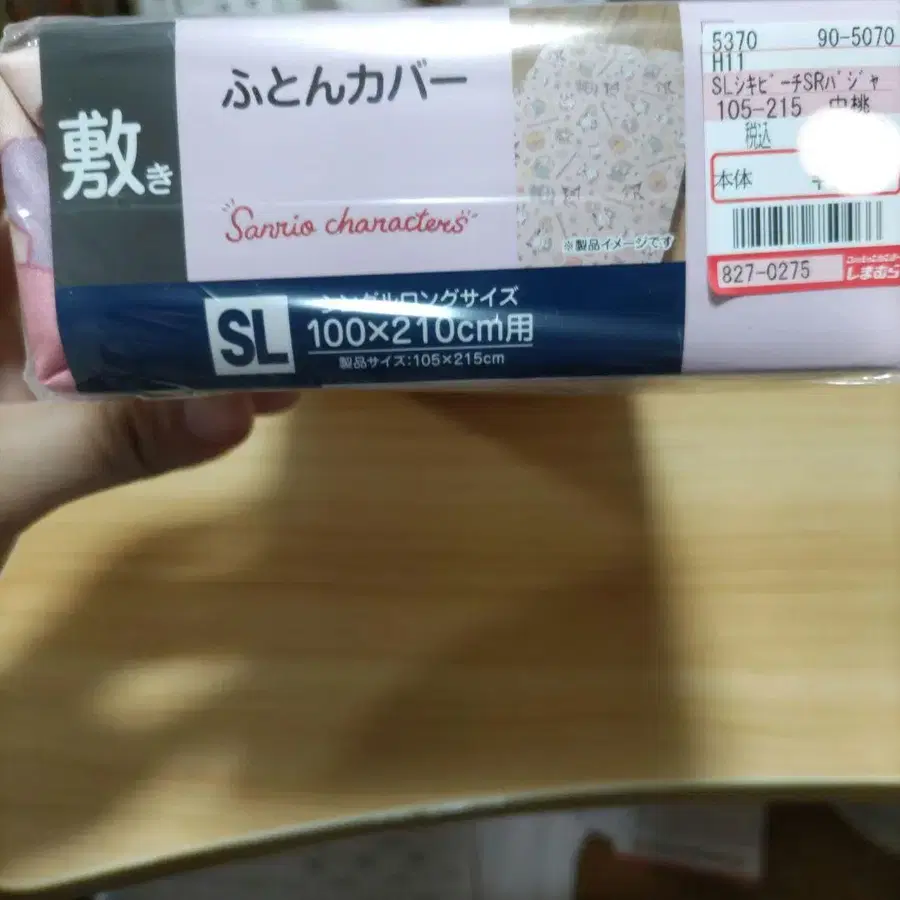 敷き
ふとんカバー
Sanrio characters
※製品イメージです
SL
シングルロングサイズ
100×210cm用
製品サイズ:105×215cm
5370 90-5070
H11
SLシキピーチSRパジャ
105-215 中桃
税込
本体
827-0275
しまむら